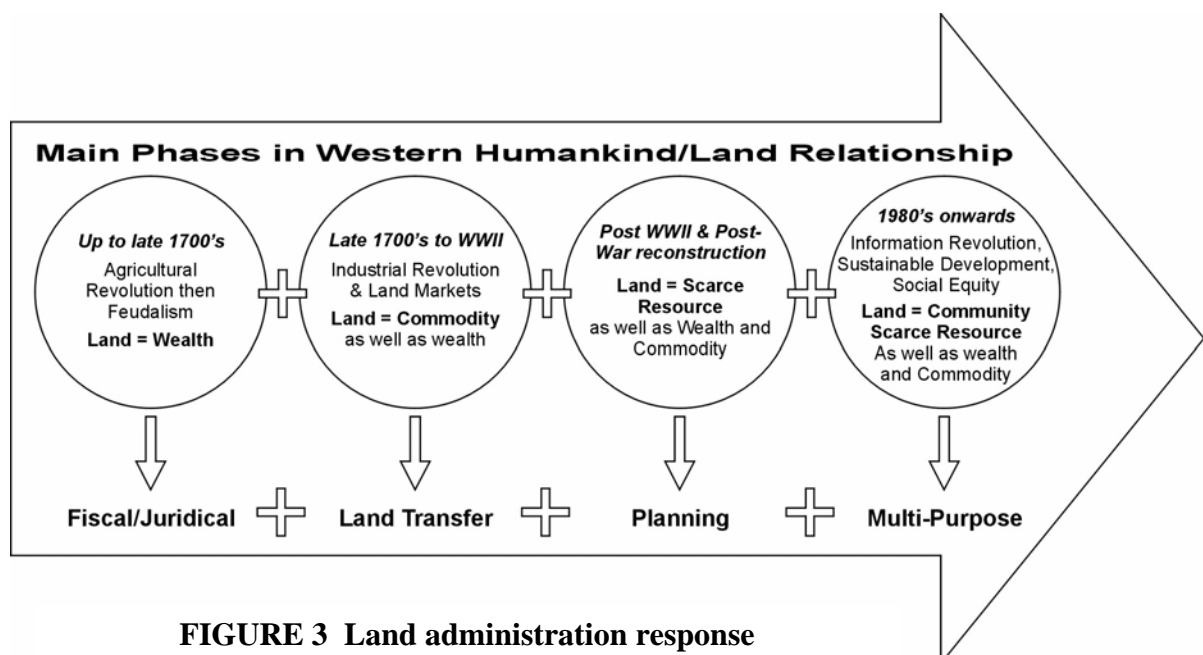 Main Phases in Western Humankind/Land Relationship
Up to late 1700's
Agricultural
Revolution then
Feudalism
Land = Wealth
Late 1700's to WWII
Industrial Revolution
& Land Markets
Land = Commodity
as well as wealth
Post WWII & Post-
War reconstruction
Land = Scarce
Resource
as well as Wealth and
Commodity
1980's onwards
Information Revolution,
Sustainable Development,
Social Equity
Land = Community
Scarce Resource
As well as wealth
and Commodity
Fiscal/Juridical
Land Transfer
Planning
Multi-Purpose
FIGURE 3 Land administration response